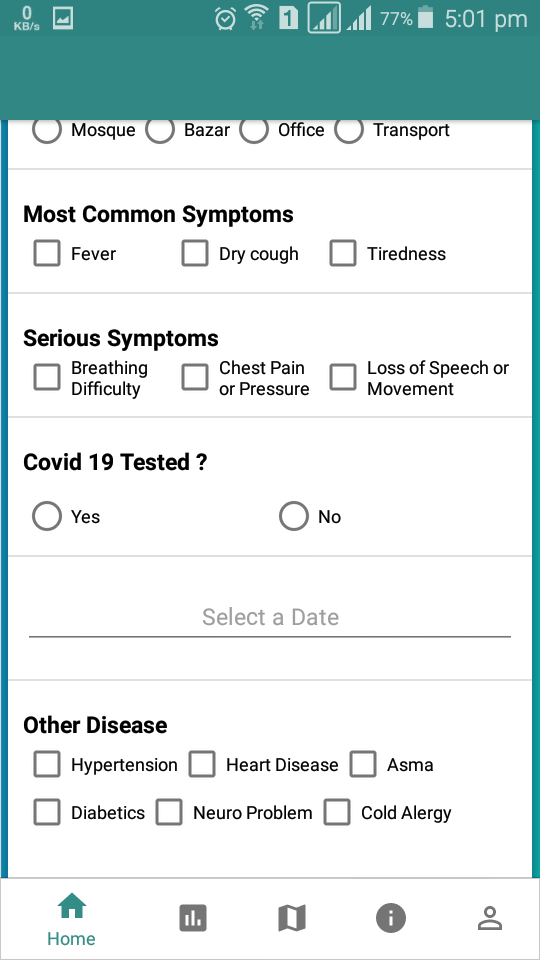 0
KB/s
1
77%
5:01 pm
Mosque Bazar Office Transport
Most Common Symptoms
Fever Dry cough Tiredness
Serious Symptoms
Breathing Difficulty
Chest Pain or Pressure
Loss of Speech or Movement
Covid 19 Tested ?
Yes No
Select a Date
Other Disease
Hypertension Heart Disease Asma
Diabetics Neuro Problem Cold Alergy
Home